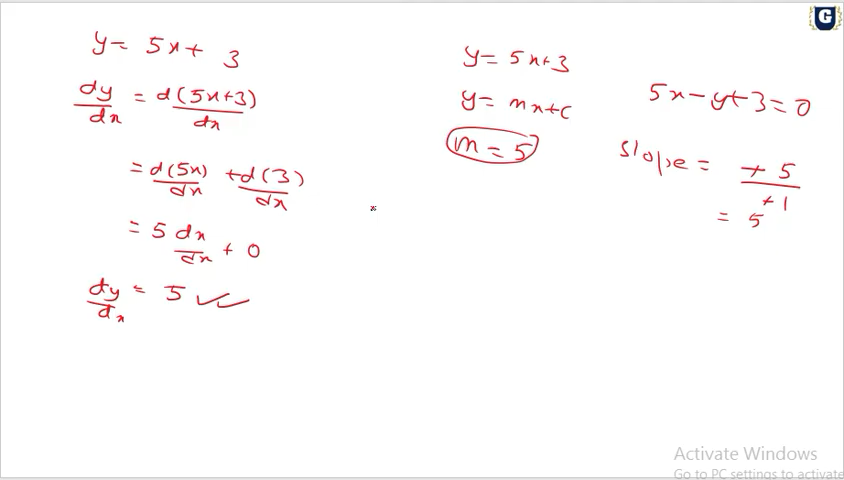 G
y = 5x + 3
dy/dx = d(5x+3)/dx
= d(5x)/dx + d(3)/dx
= 5 dx/dx + 0
dy/dx = 5
y = 5x+3
y = mx+c
m = 5
5x - y + 3 = 0
Slope = +5/+1
= 5
Activate Windows
Go to PC settings to activate